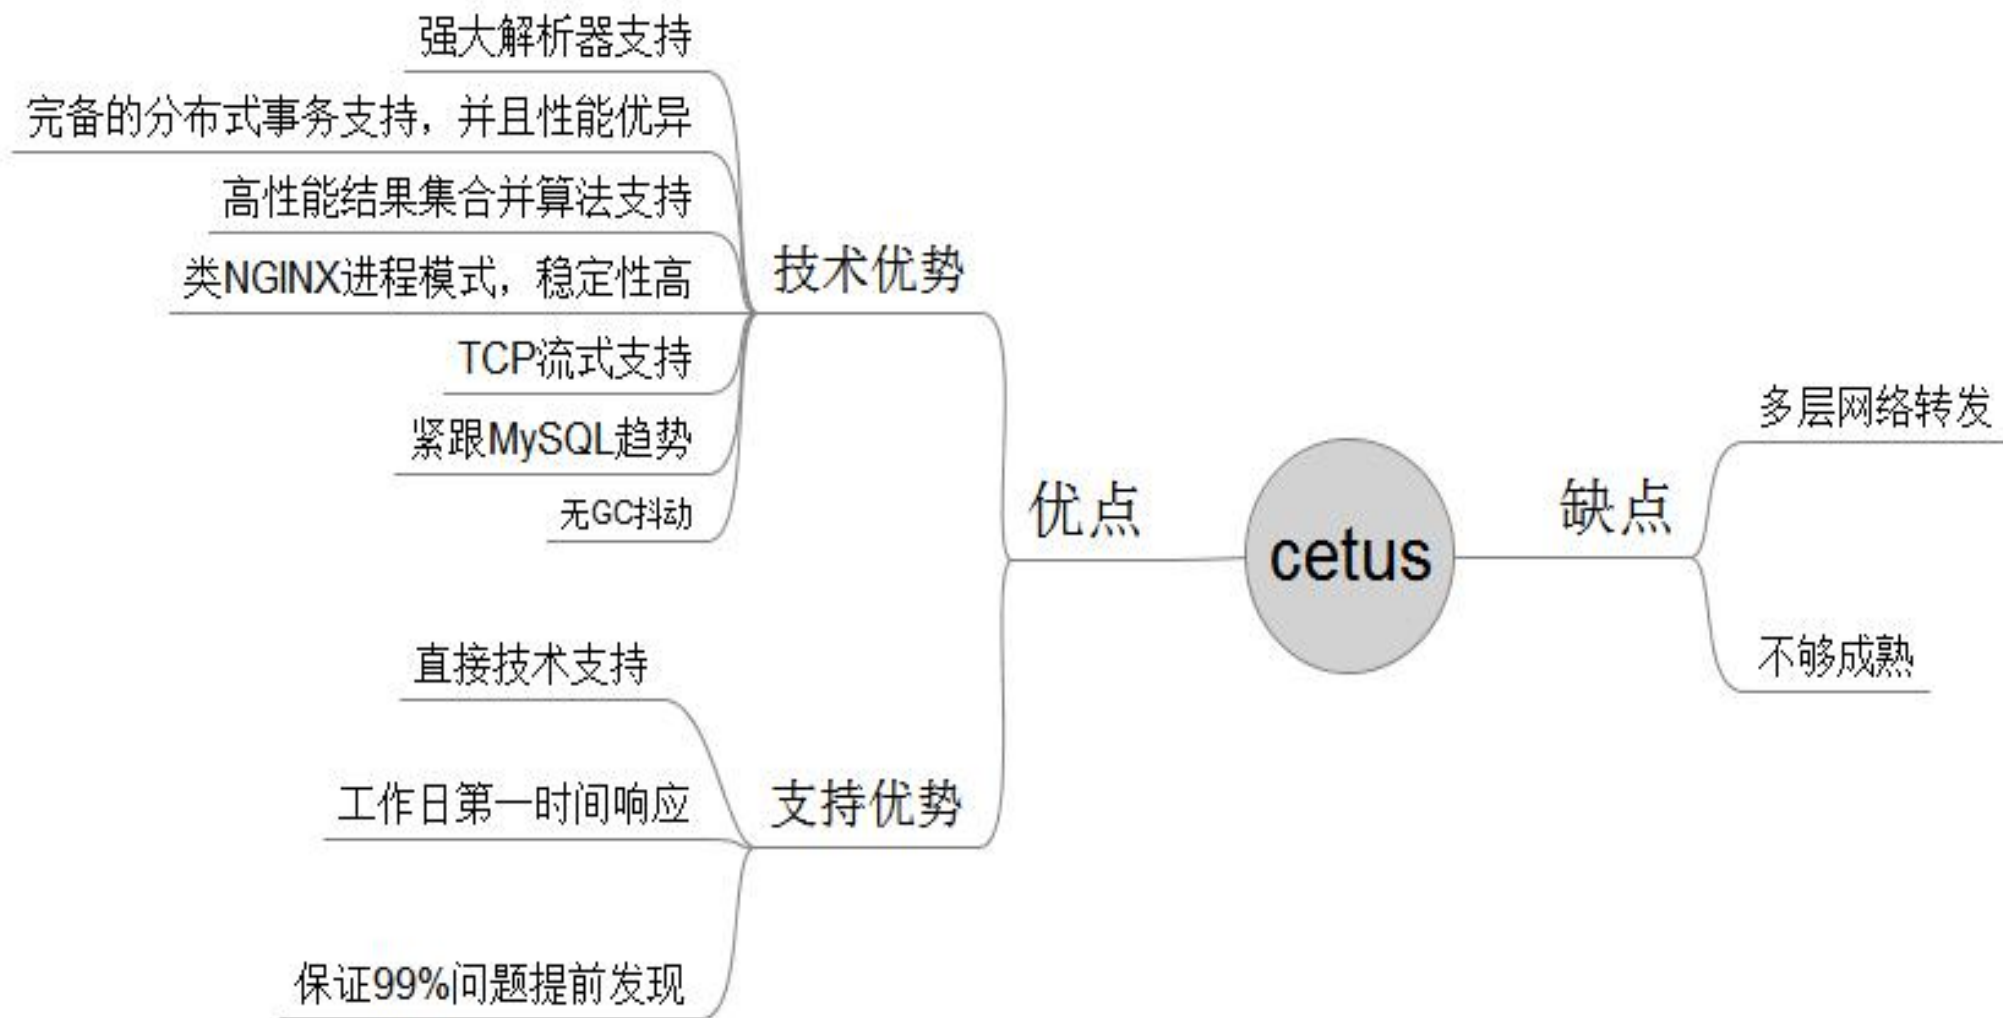 强大解析器支持
完备的分布式事务支持，并且性能优异
高性能结果集合并算法支持
类NGINX进程模式，稳定性高
TCP流式支持
紧跟MySQL趋势
无GC抖动
技术优势
直接技术支持
工作日第一时间响应
保证99%问题提前发现
支持优势
优点
cetus
缺点
多层网络转发
不够成熟